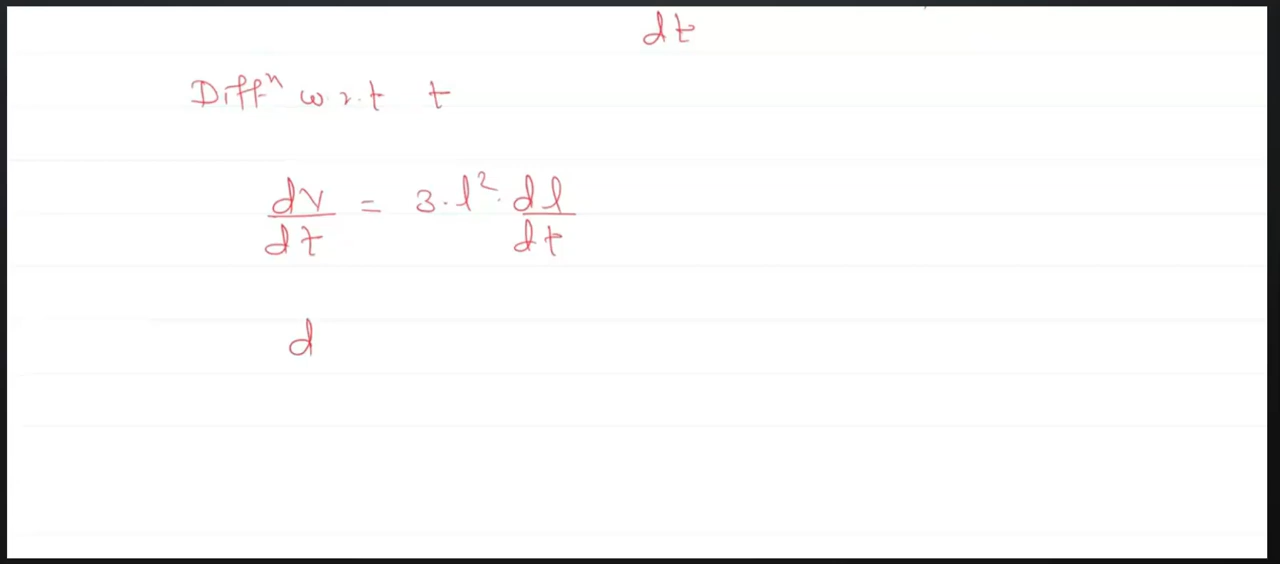 dt
Diffⁿ w.r.t t
dv/dt = 3.l².dl/dt
d